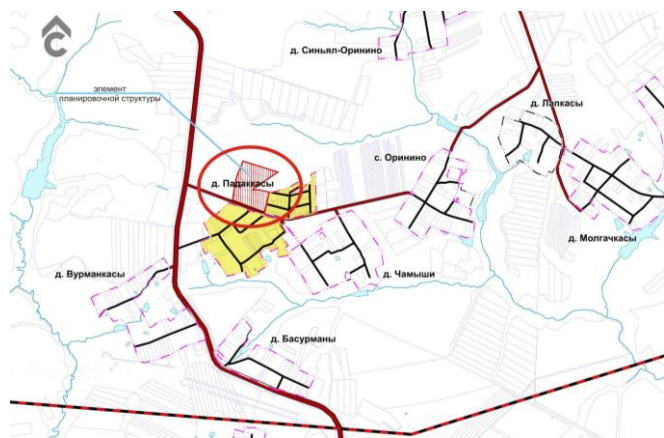 С
д. Синьял-Оринино
элемент
планировочной структуры
д. Лапкасы
с. Оринино
д. Падаккасы
д. Молгачкасы
д. Вурманкасы
д. Чамыши
д. Басурманы